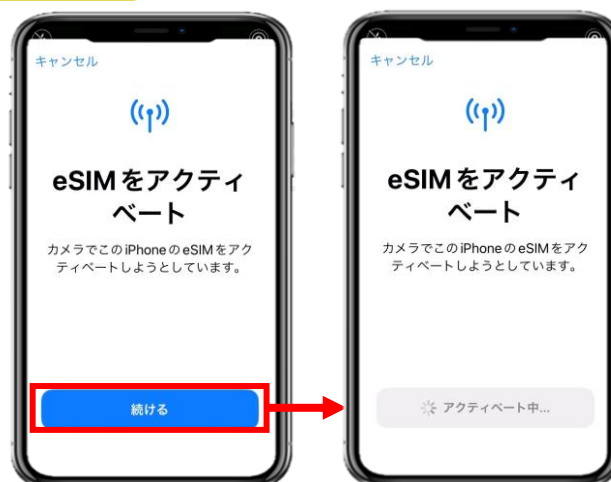 キャンセル
eSIMをアクティ
ベート
カメラでこのiPhoneのeSIMをアク
ティベートしようとしています。
続ける
キャンセル
eSIMをアクティ
ベート
カメラでこのiPhoneのeSIMをアク
ティベートしようとしています。
アクティベート中...